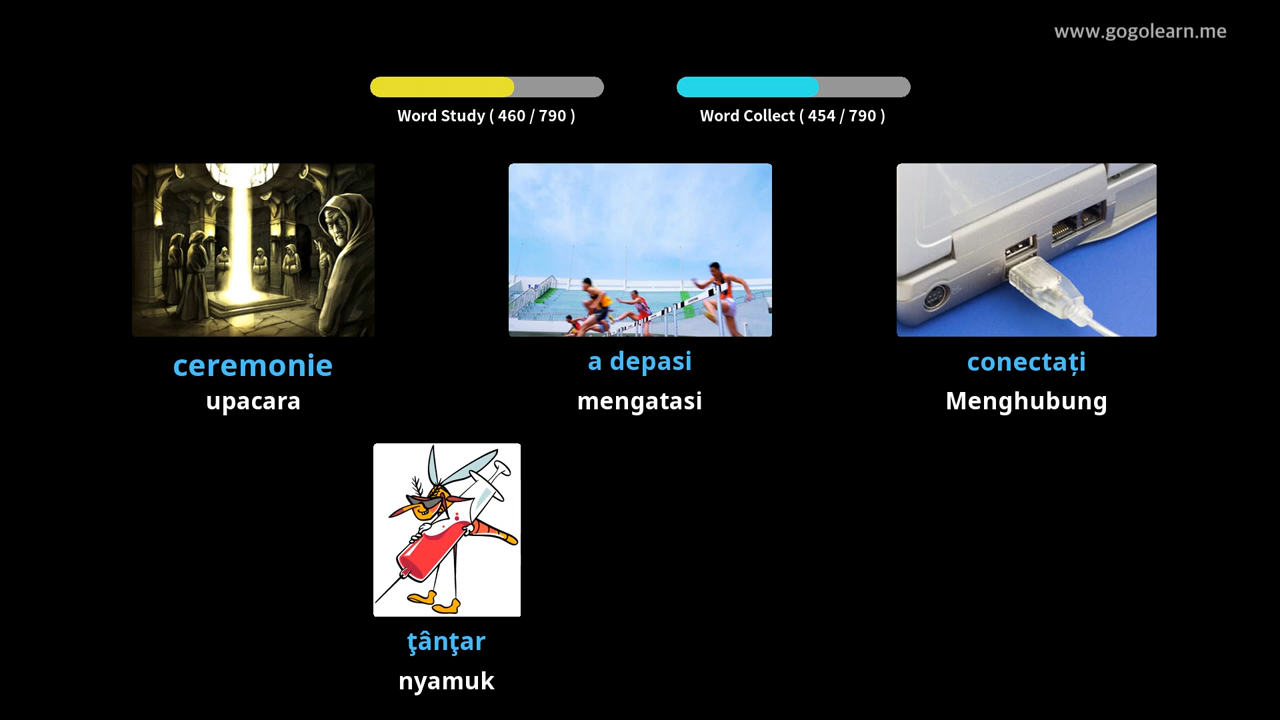 www.gogolearn.me
Word Study ( 460 / 790 )
Word Collect ( 454 / 790 )
ceremonie
upacara
a depasi
mengatasi
conectați
Menghubung
ţânţar
nyamuk